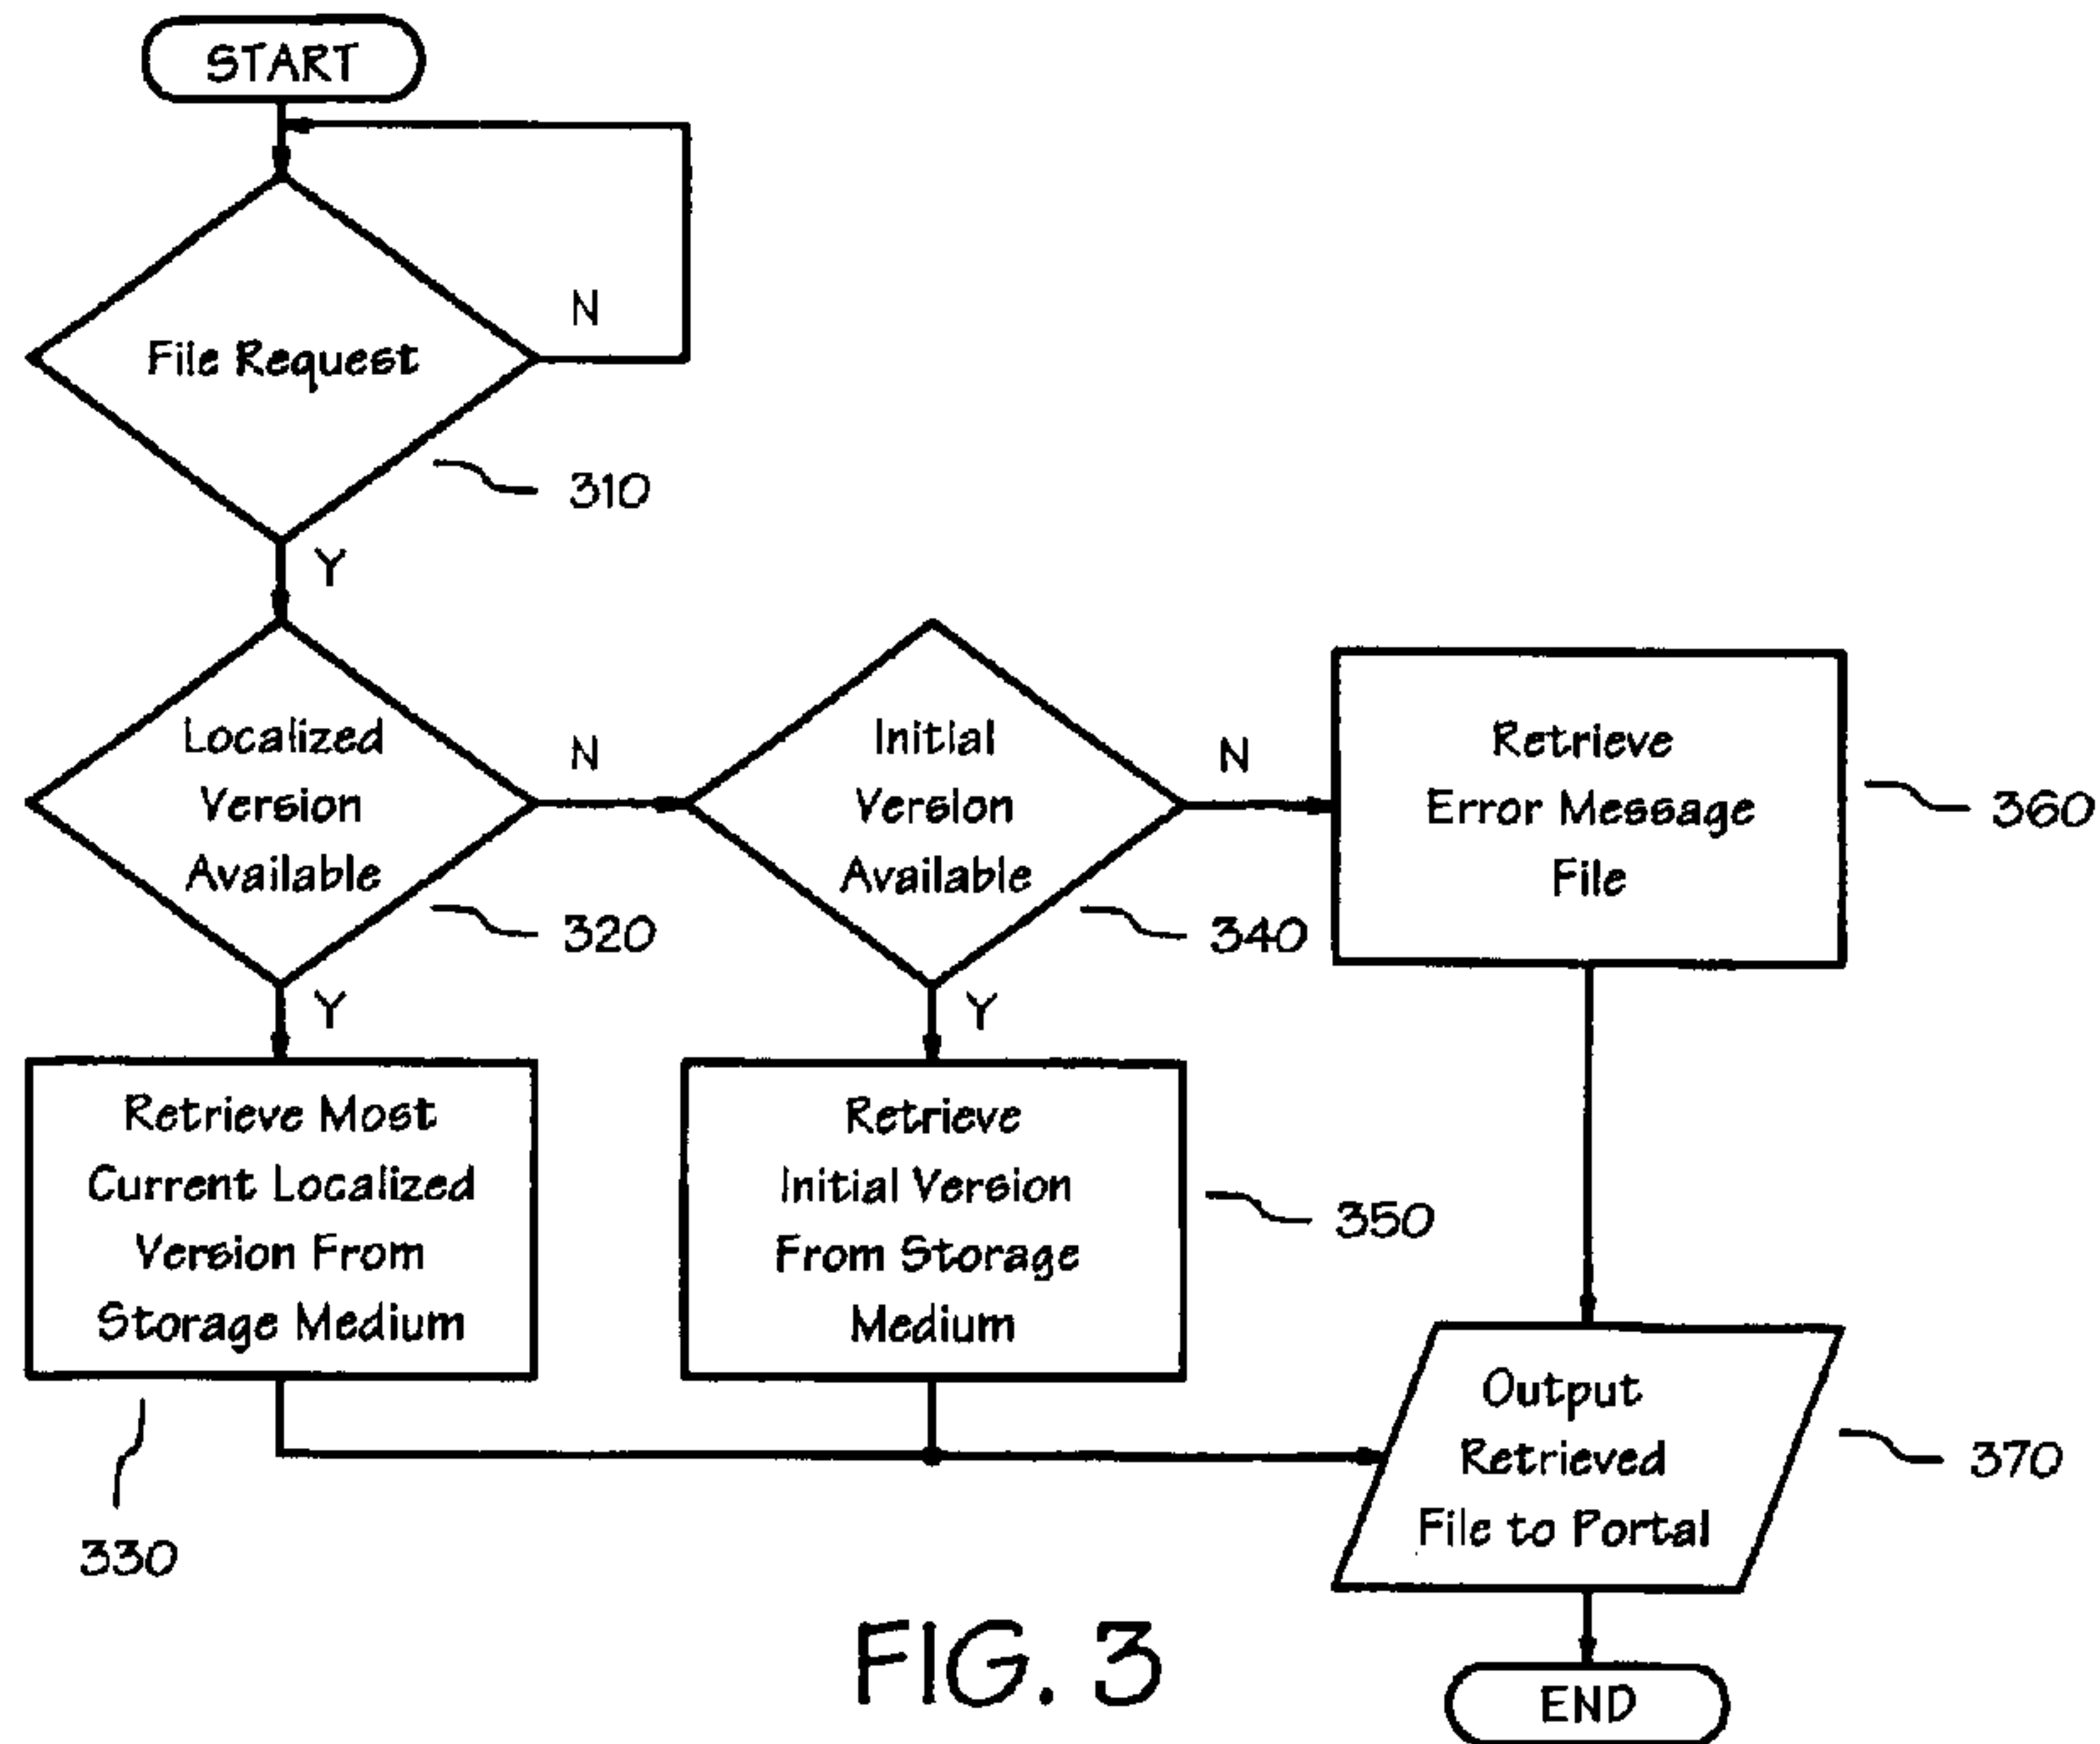 START
File Request
N
310
Y
Localized
Version
Available
N
320
Y
Initial
Version
Available
N
340
Y
Retrieve
Error Message
File
360
Retrieve Most
Current Localized
Version From
Storage Medium
330
Retrieve
Initial Version
From Storage
Medium
350
Output
Retrieved
File to Portal
370
END
FIG. 3